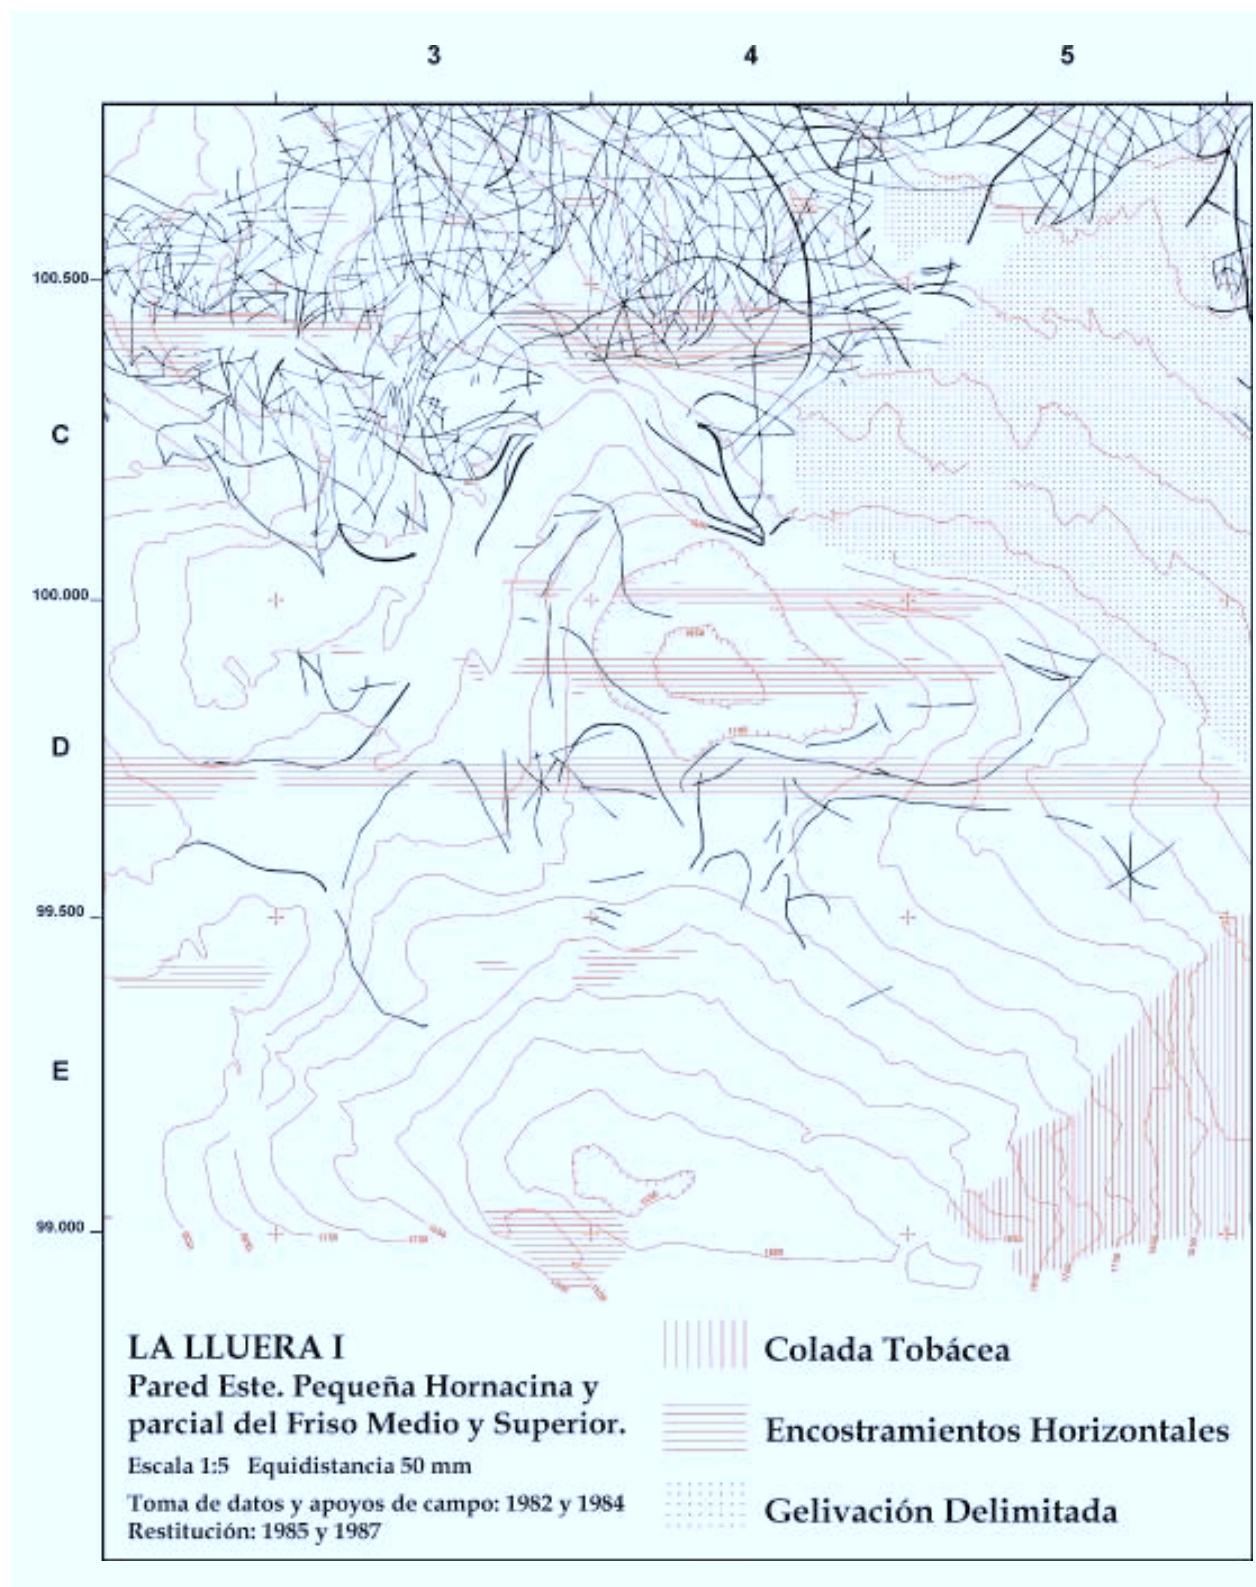 3 4 5
100.500
C
100.000
D
99.500
E
99.000
LA LLUERA I
Pared Este. Pequeña Hornacina y
parcial del Friso Medio y Superior.
Escala 1:5 Equidistancia 50 mm
Toma de datos y apoyos de campo: 1982 y 1984
Restitución: 1985 y 1987
Colada Tobácea
Encostramientos Horizontales
Gelivación Delimitada